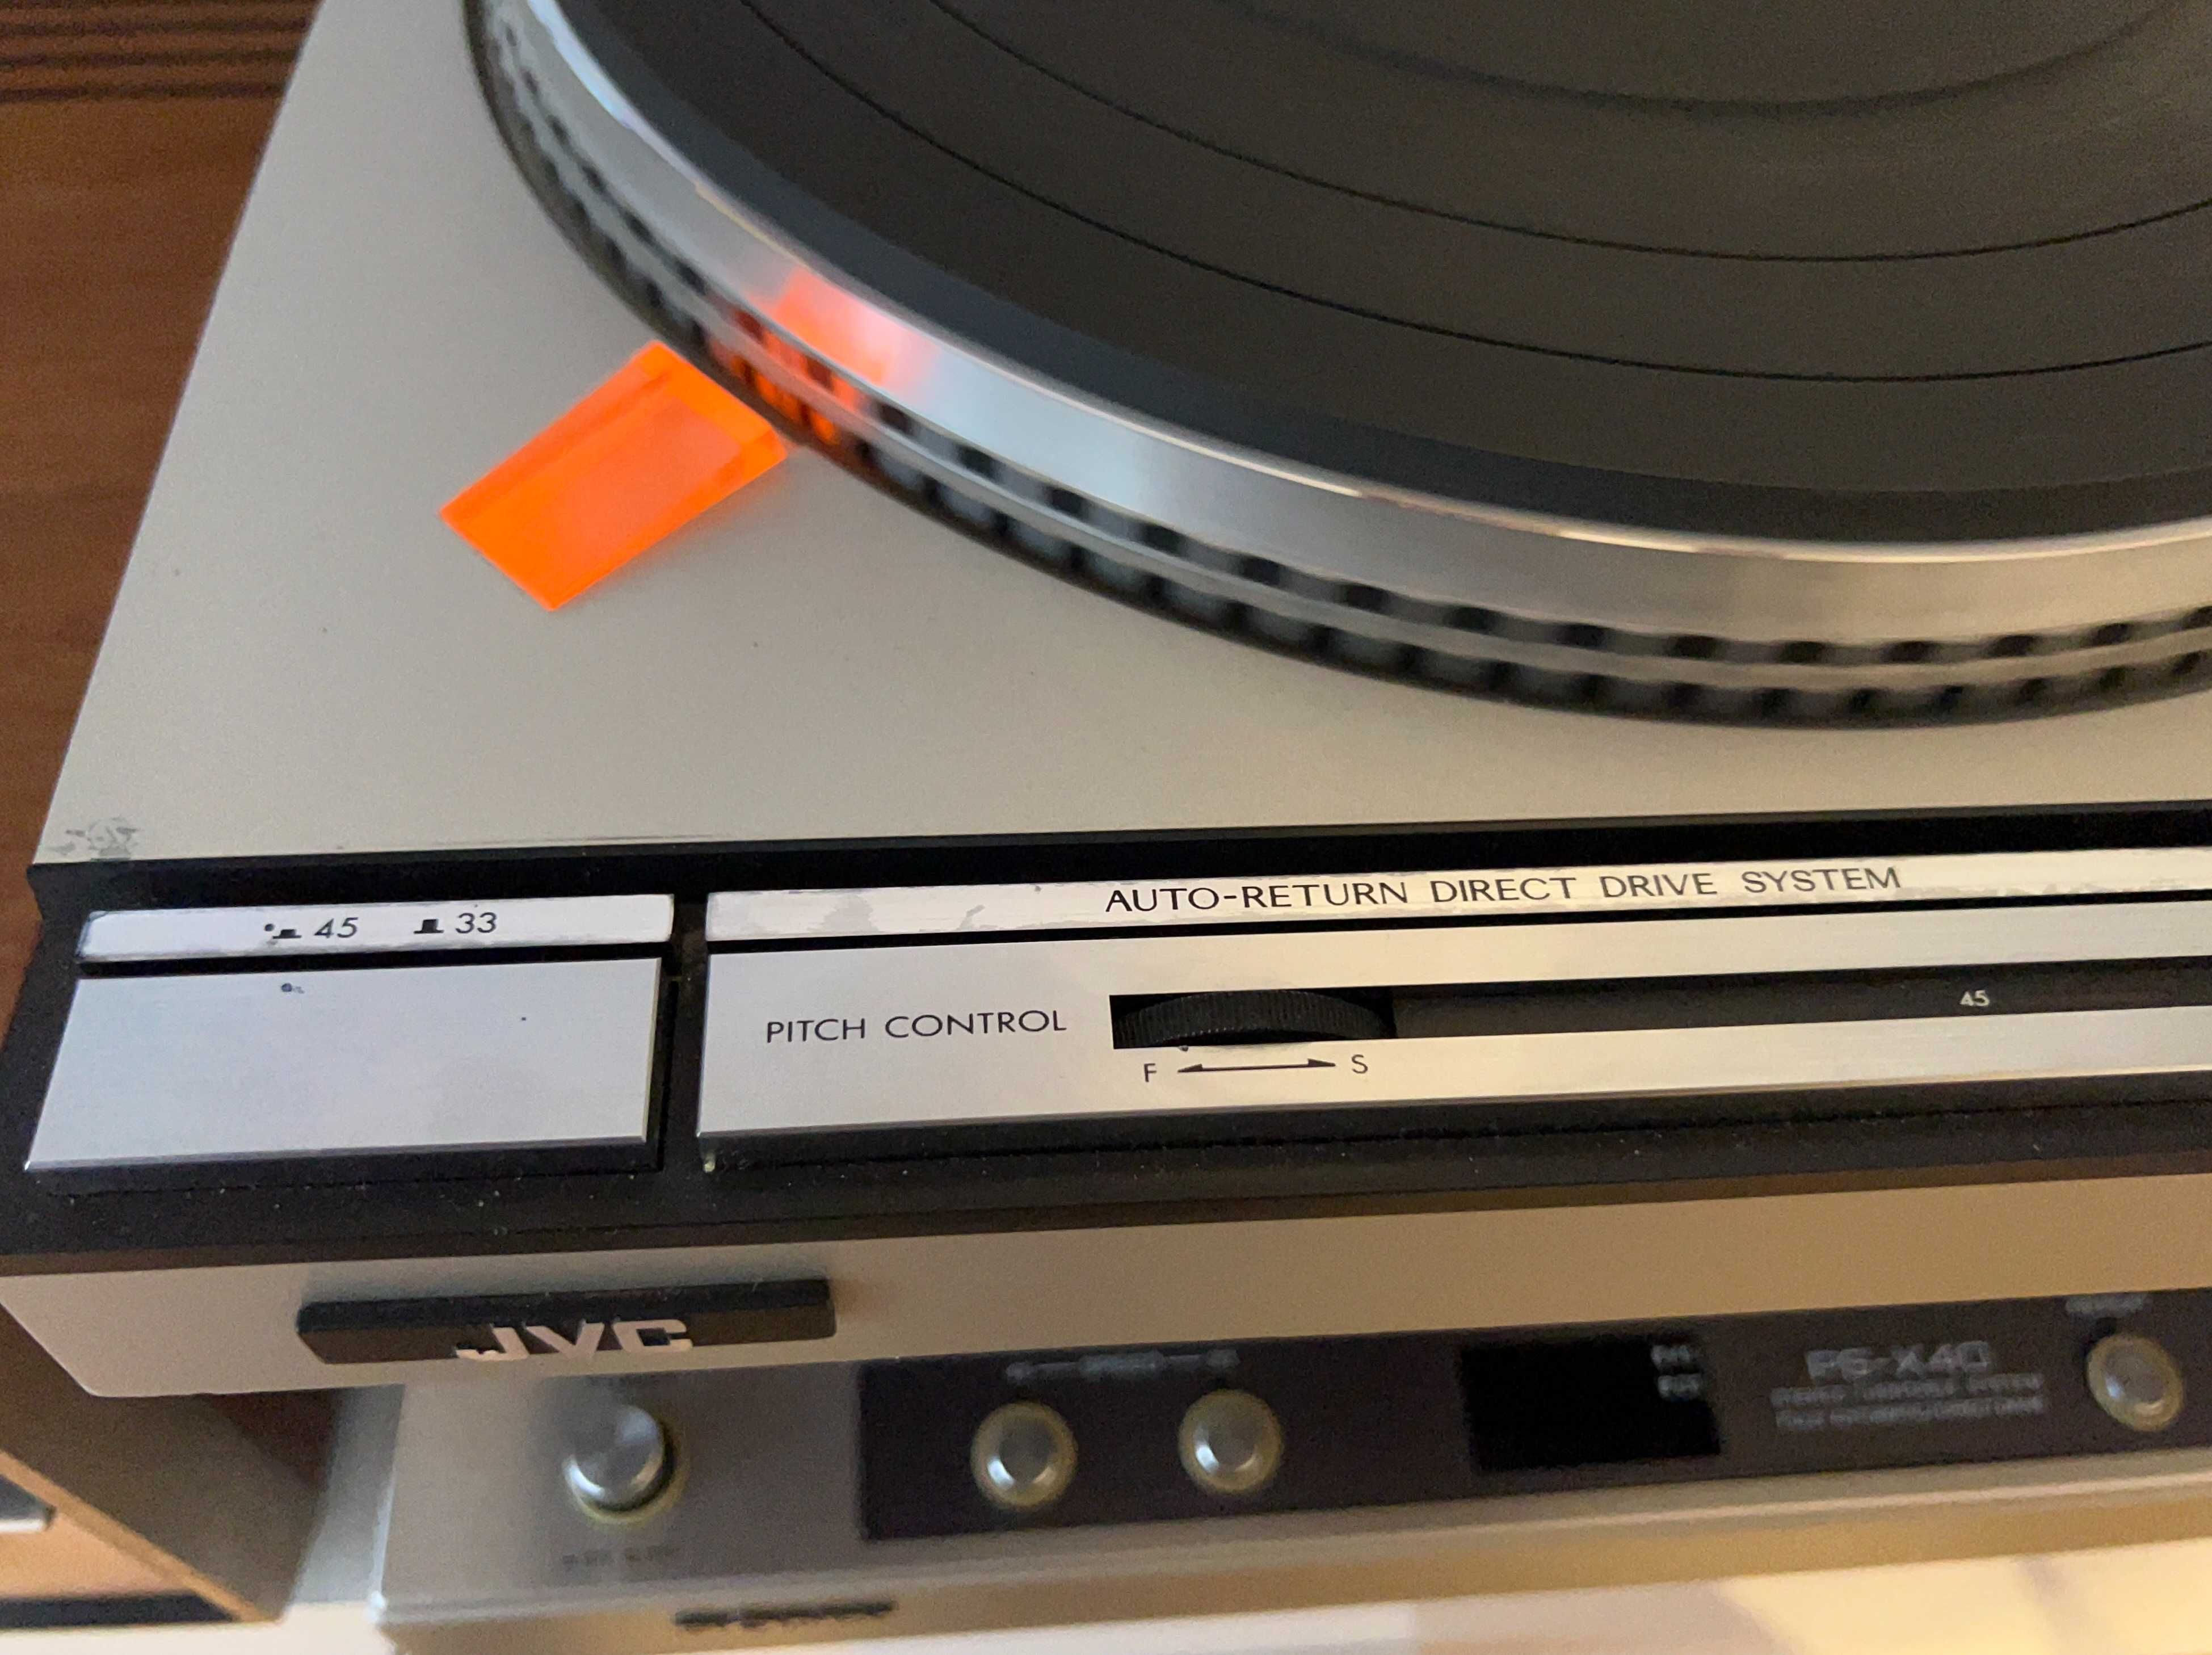 AUTO-RETURN DIRECT DRIVE SYSTEM
45 33
45
PITCH CONTROL
F S
JVC
PS-X40